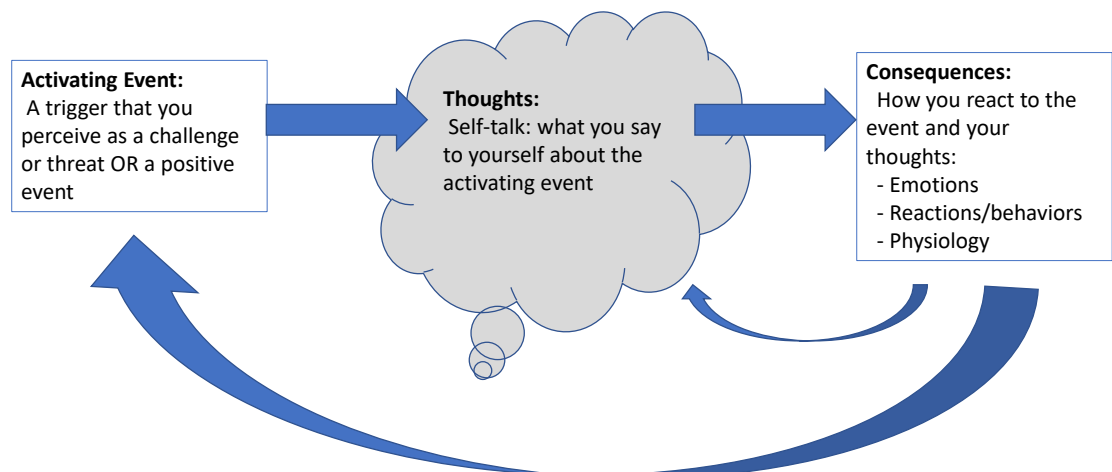 Activating Event:
A trigger that you
perceive as a challenge
or threat OR a positive
event
Thoughts:
Self-talk: what you say
to yourself about the
activating event
Consequences:
How you react to the
event and your
thoughts:
- Emotions
- Reactions/behaviors
- Physiology